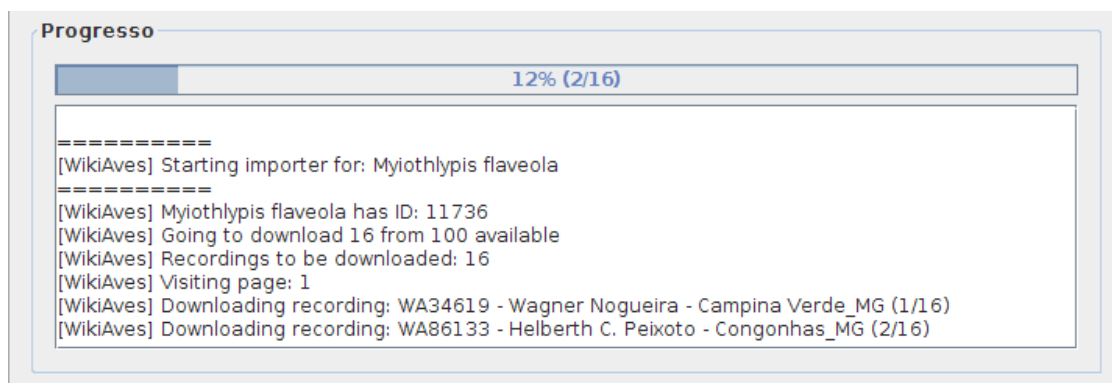 Progresso
12% (2/16)
==========
[WikiAves] Starting importer for: Myiothlypis flaveola
==========
[WikiAves] Myiothlypis flaveola has ID: 11736
[WikiAves] Going to download 16 from 100 available
[WikiAves] Recordings to be downloaded: 16
[WikiAves] Visiting page: 1
[WikiAves] Downloading recording: WA34619 - Wagner Nogueira - Campina Verde_MG (1/16)
[WikiAves] Downloading recording: WA86133 - Helberth C. Peixoto - Congonhas_MG (2/16)